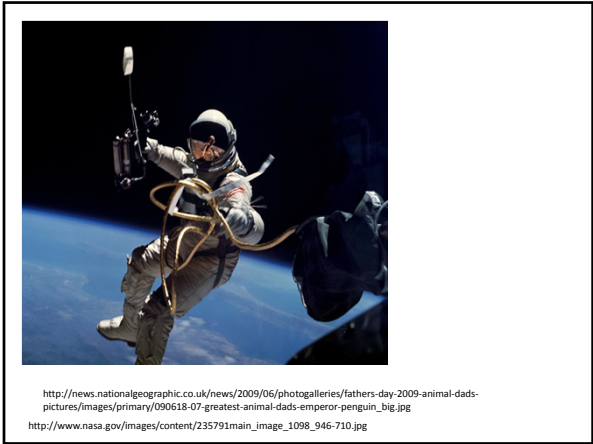 http://news.nationalgeographic.co.uk/news/2009/06/photogalleries/fathers-day-2009-animal-dads-
pictures/images/primary/090618-07-greatest-animal-dads-emperor-penguin_big.jpg
http://www.nasa.gov/images/content/235791main_image_1098_946-710.jpg